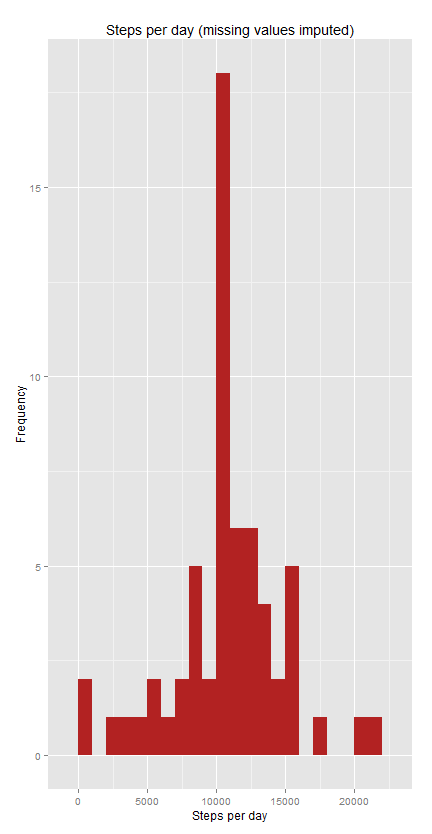 Steps per day (missing values imputed)
15
10
5
0
Frequency
0 5000 10000 15000 20000
Steps per day